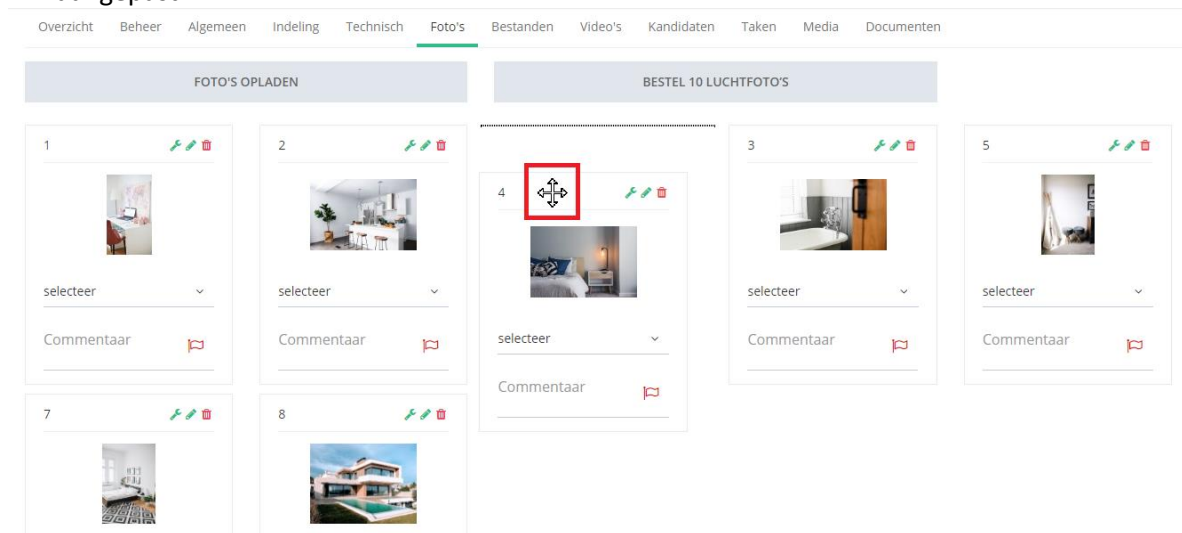 Overzicht Beheer Algemeen Indeling Technisch Foto's Bestanden Video's Kandidaten Taken Media Documenten
FOTO'S OPLADEN BESTEL 10 LUCHTFOTO'S
1 2 3 5
4
selecteer selecteer selecteer selecteer
selecteer
Commentaar Commentaar Commentaar Commentaar
Commentaar
7 8